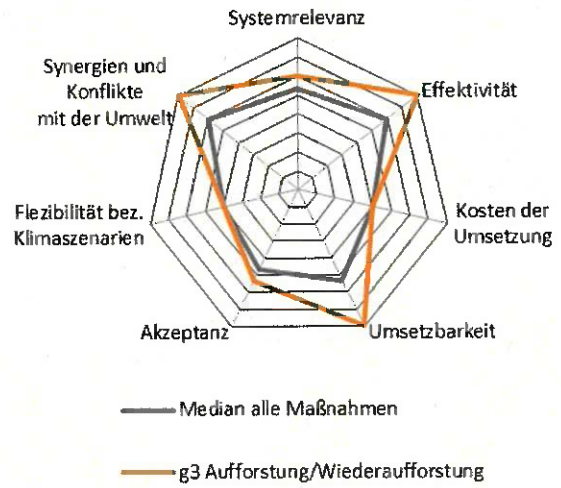 Systemrelevanz
Synergien und
Konflikte
mit der Umwelt
Effektivität
Flezibilität bez.
Klimaszenarien
Kosten der
Umsetzung
Akzeptanz
Umsetzbarkeit
Median alle Maßnahmen
g3 Aufforstung/Wiederaufforstung